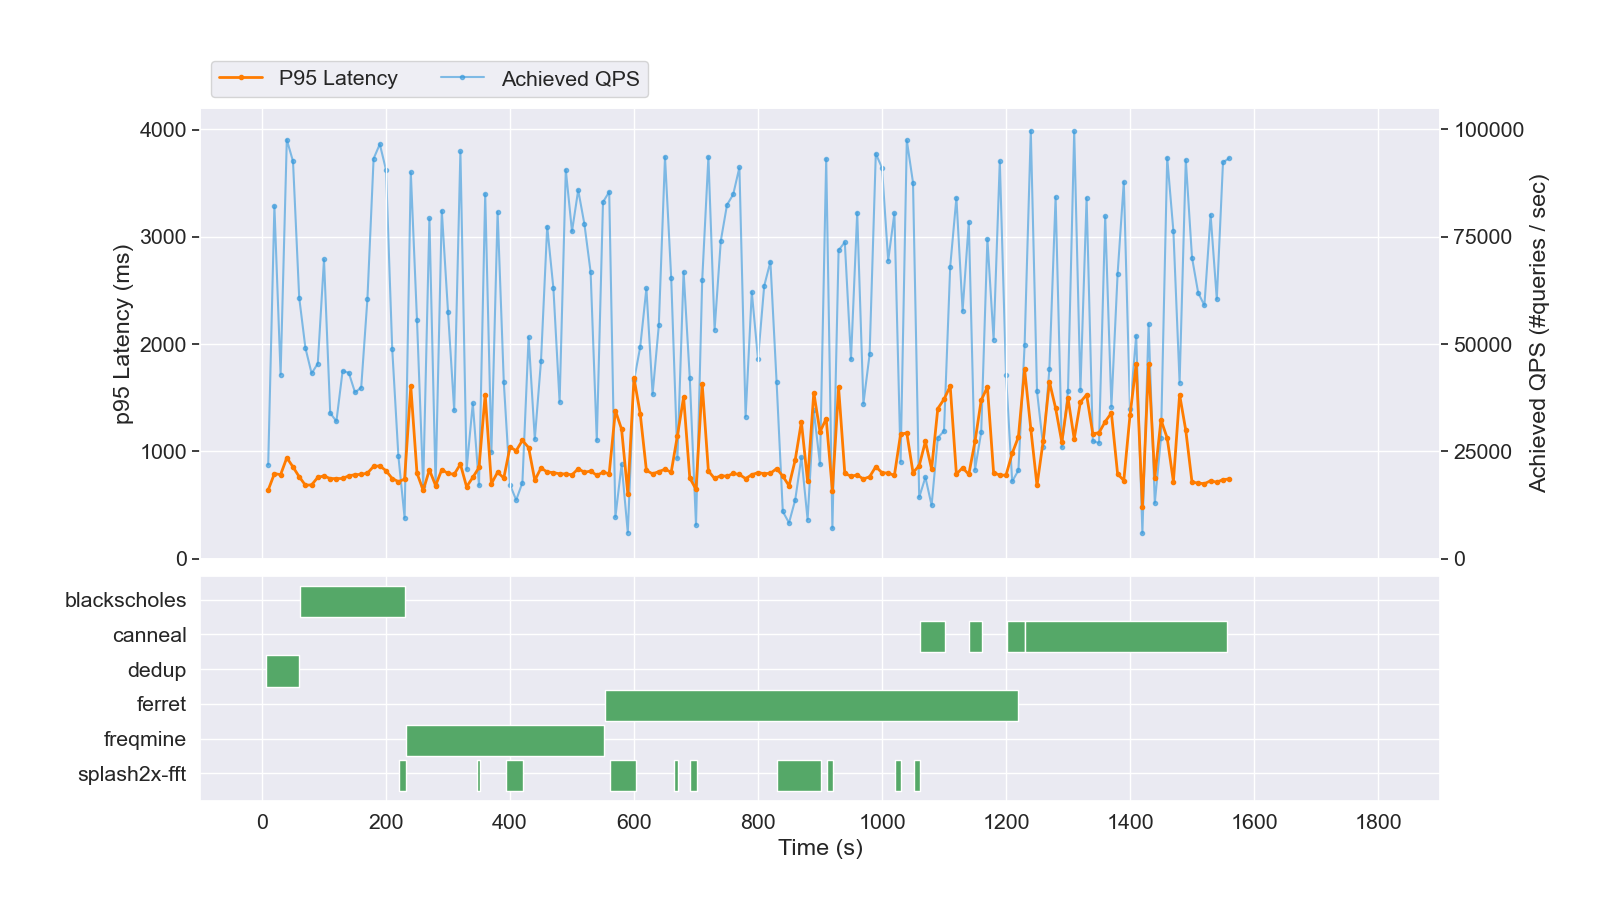 P95 Latency Achieved QPS
4000
3000
2000
1000
0
p95 Latency (ms)
100000
75000
50000
25000
0
Achieved QPS (#queries / sec)
blackscholes
canneal
dedup
ferret
freqmine
splash2x-fft
0 200 400 600 800 1000 1200 1400 1600 1800
Time (s)